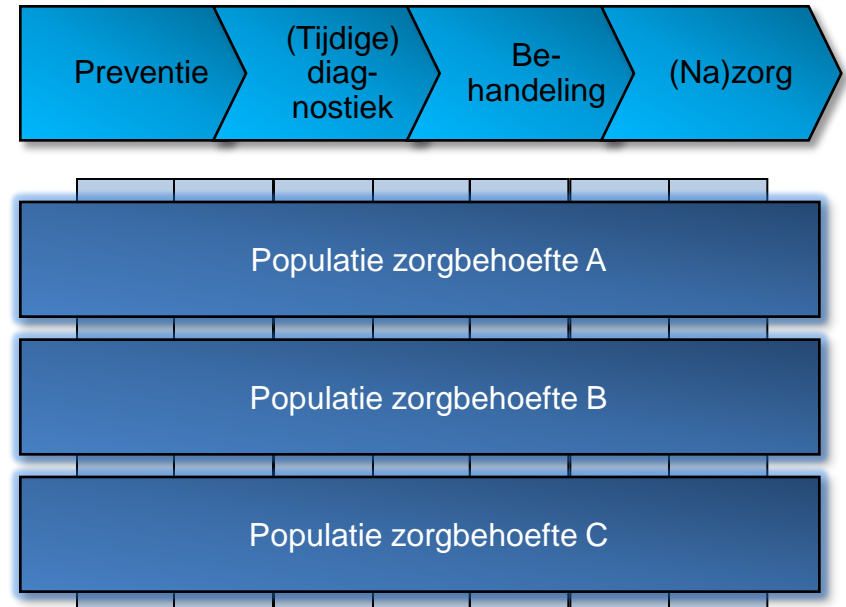 Preventie
(Tijdige)
diag-
nostiek
Be-
handeling
(Na)zorg
Populatie zorgbehoefte A
Populatie zorgbehoefte B
Populatie zorgbehoefte C